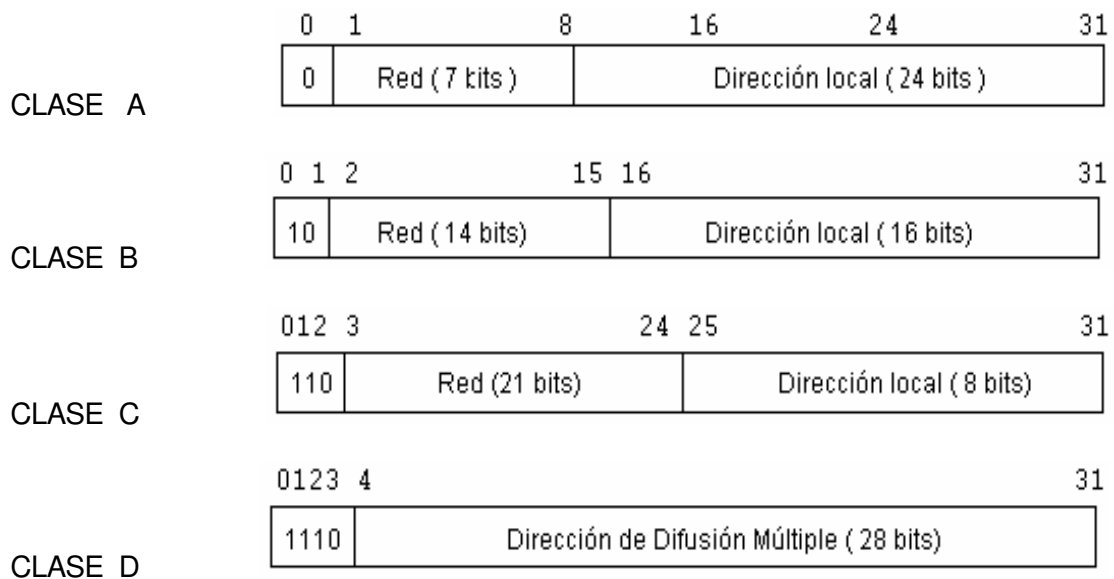 0 1 8 16 24 31
0 Red ( 7 bits ) Dirección local ( 24 bits )
CLASE A
0 1 2 15 16 31
10 Red ( 14 bits) Dirección local ( 16 bits)
CLASE B
012 3 24 25 31
110 Red (21 bits) Dirección local ( 8 bits)
CLASE C
0123 4 31
1110 Dirección de Difusión Múltiple ( 28 bits)
CLASE D